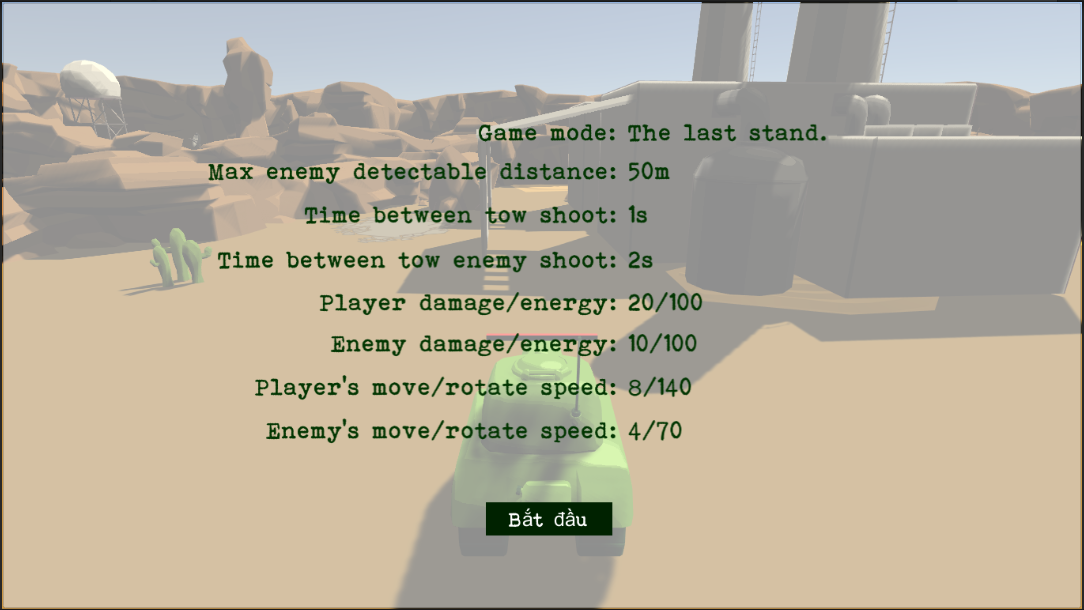 Game mode: The last stand.
Max enemy detectable distance: 50m
Time between tow shoot: 1s
Time between tow enemy shoot: 2s
Player damage/energy: 20/100
Enemy damage/energy: 10/100
Player's move/rotate speed: 8/140
Enemy's move/rotate speed: 4/70
Bắt đầu